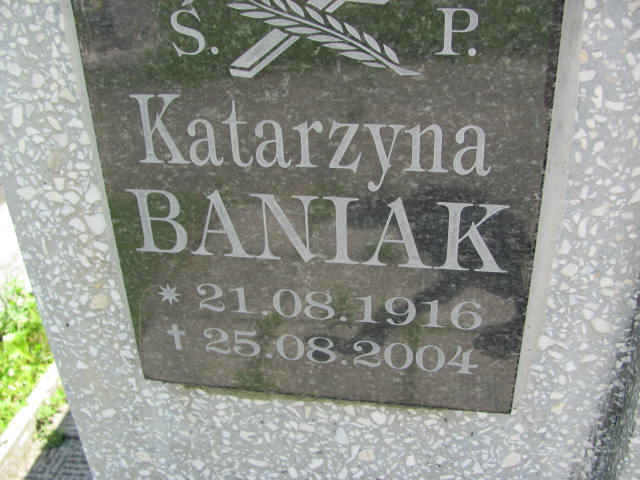 Ś. P.
Katarzyna
BANIAK
* 21.08.1916
✝ 25.08.2004